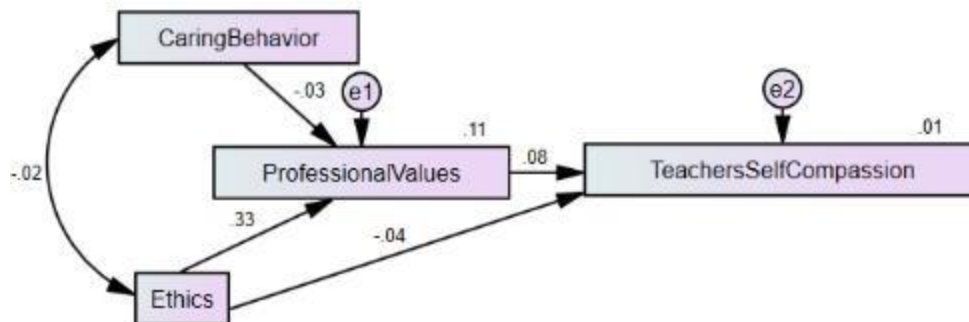 CaringBehavior
-.03
e1
e2
.11
.01
-.02
ProfessionalValues
.08
TeachersSelfCompassion
.33
-.04
Ethics